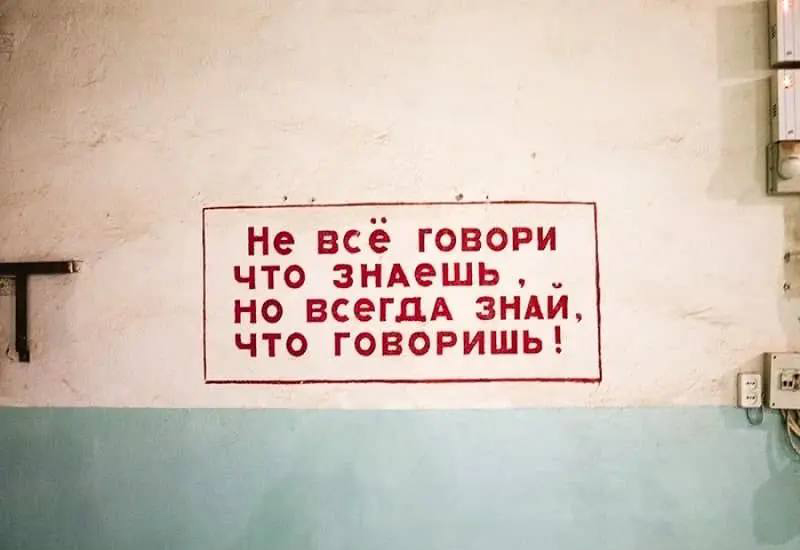 Не всё говори
что знаешь,
но всегда знай,
что говоришь!